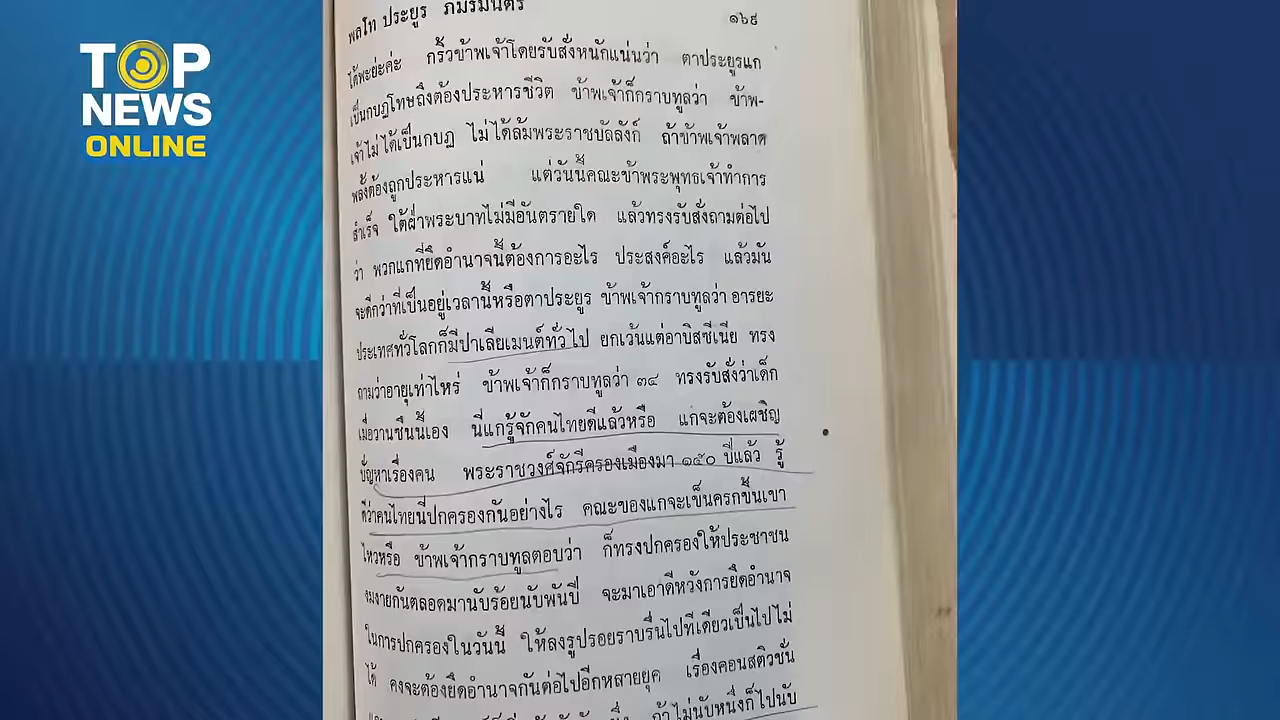 TOP
NEWS
ONLINE
พลโท ประยูร ภมรมนตรี
๑๖๙
ได้พะย่ะค่ะ กริ้วข้าพเจ้าโดยรับสั่งหนักแน่นว่า ตาประยูรแก
เป็นกบฏโทษถึงต้องประหารชีวิต ข้าพเจ้าก็กราบทูลว่า ข้าพ-
เจ้าไม่ได้เป็นกบฏ ไม่ได้ล้มพระราชบัลลังก์ ถ้าข้าพเจ้าพลาด
พลั้งต้องถูกประหารแน่ แต่วันนี้คณะข้าพระพุทธเจ้าทำการ
สำเร็จ ใต้ฝ่าพระบาทไม่มีอันตรายใด แล้วทรงรับสั่งถามต่อไป
ว่า พวกแกที่ยึดอำนาจนี้ต้องการอะไร ประสงค์อะไร แล้วมัน
จะดีกว่าที่เป็นอยู่เวลานี้หรือตาประยูร ข้าพเจ้ากราบทูลว่า อารยะ
ประเทศทั่วโลกก็มีปาเลียเมนต์ทั่วไป ยกเว้นแต่อาบิสซีเนีย ทรง
ถามว่าอายุเท่าไหร่ ข้าพเจ้าก็กราบทูลว่า ๓๔ ทรงรับสั่งว่าเด็ก
เมื่อวานซืนนี้เอง นี่แกรู้จักคนไทยดีแล้วหรือ แกจะต้องเผชิญ
ปัญหาเรื่องคน พระราชวงศ์จักรีครองเมืองมา ๑๕๐ ปีแล้ว รู้
ดีว่าคนไทยนี่ปกครองกันอย่างไร คณะของแกจะเข็นครกขึ้นเขา
ไหวหรือ ข้าพเจ้ากราบทูลตอบว่า ก็ทรงปกครองให้ประชาชน
งมงายกันตลอดมานับร้อยนับพันปี จะมาเอาดีหวังการยึดอำนาจ
ในการปกครองในวันนี้ ให้ลงรูปรอยราบรื่นไปทีเดียวเป็นไปไม่
ได้ คงจะต้องยึดอำนาจกันต่อไปอีกหลายยุค เรื่องคอนสติวชั่น
ถ้าไม่นับหนึ่งก็ไปนับ